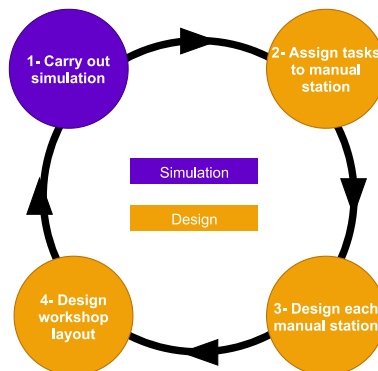 1- Carry out
simulation
2- Assign tasks
to manual
station
Simulation
Design
4- Design
workshop
layout
3- Design each
manual station